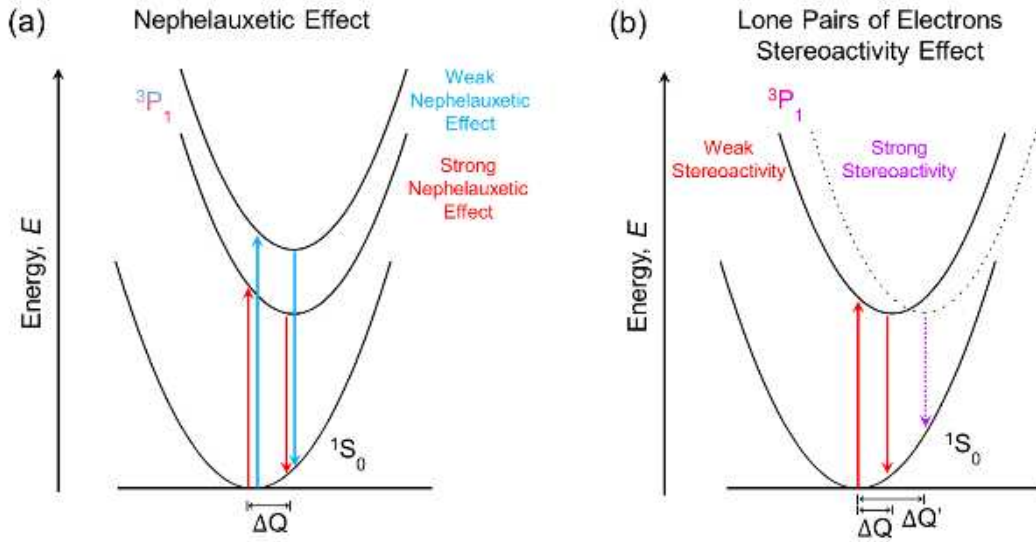 (a)
Nephelauxetic Effect
Energy, E
³P₁
Weak
Nephelauxetic
Effect
Strong
Nephelauxetic
Effect
¹S₀
ΔQ
(b)
Lone Pairs of Electrons
Stereoactivity Effect
Energy, E
³P₁
Weak
Stereoactivity
Strong
Stereoactivity
¹S₀
ΔQ
ΔQ'